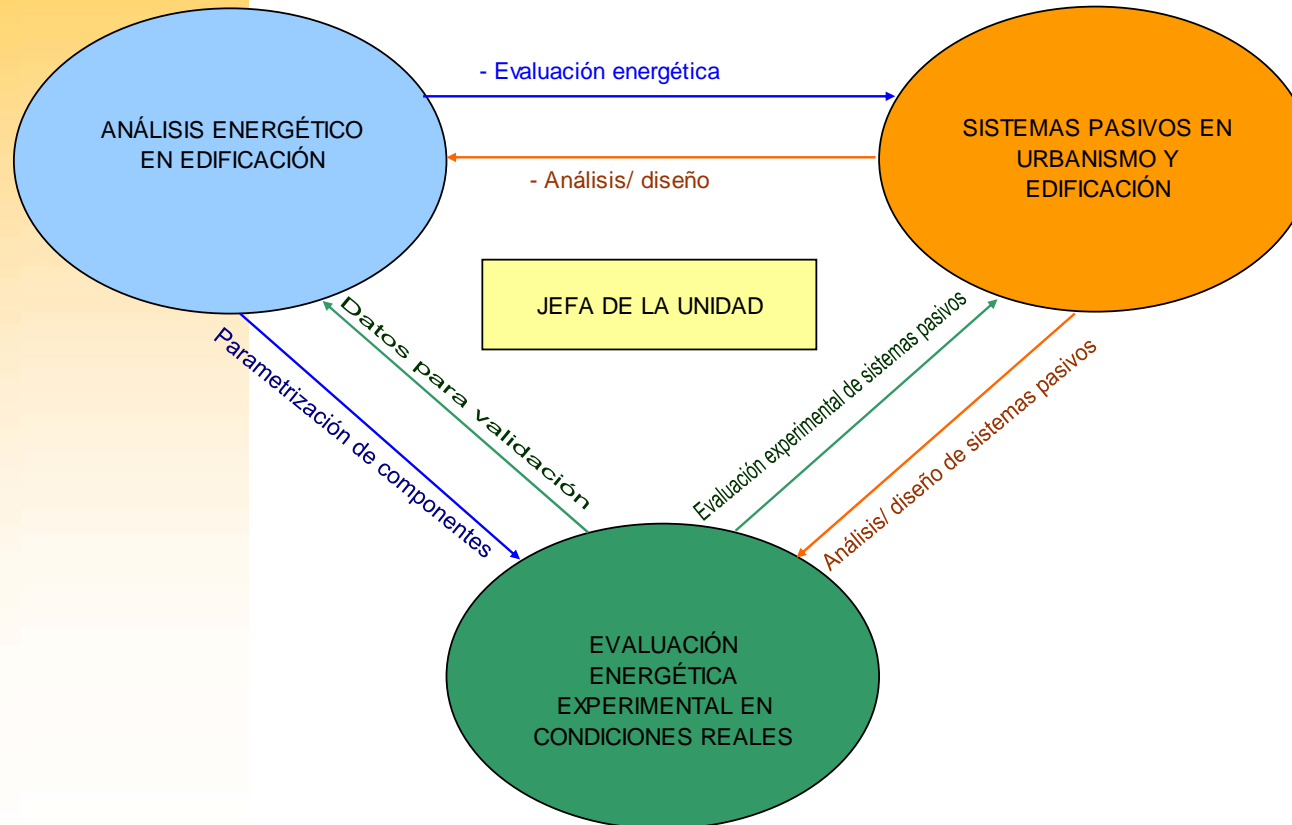 - Evaluación energética
ANÁLISIS ENERGÉTICO
EN EDIFICACIÓN
SISTEMAS PASIVOS EN
URBANISMO Y
EDIFICACIÓN
- Análisis/ diseño
JEFA DE LA UNIDAD
Parametrización de componentes
Datos para validación
Evaluación experimental de sistemas pasivos
Análisis/ diseño de sistemas pasivos
EVALUACIÓN
ENERGÉTICA
EXPERIMENTAL EN
CONDICIONES REALES